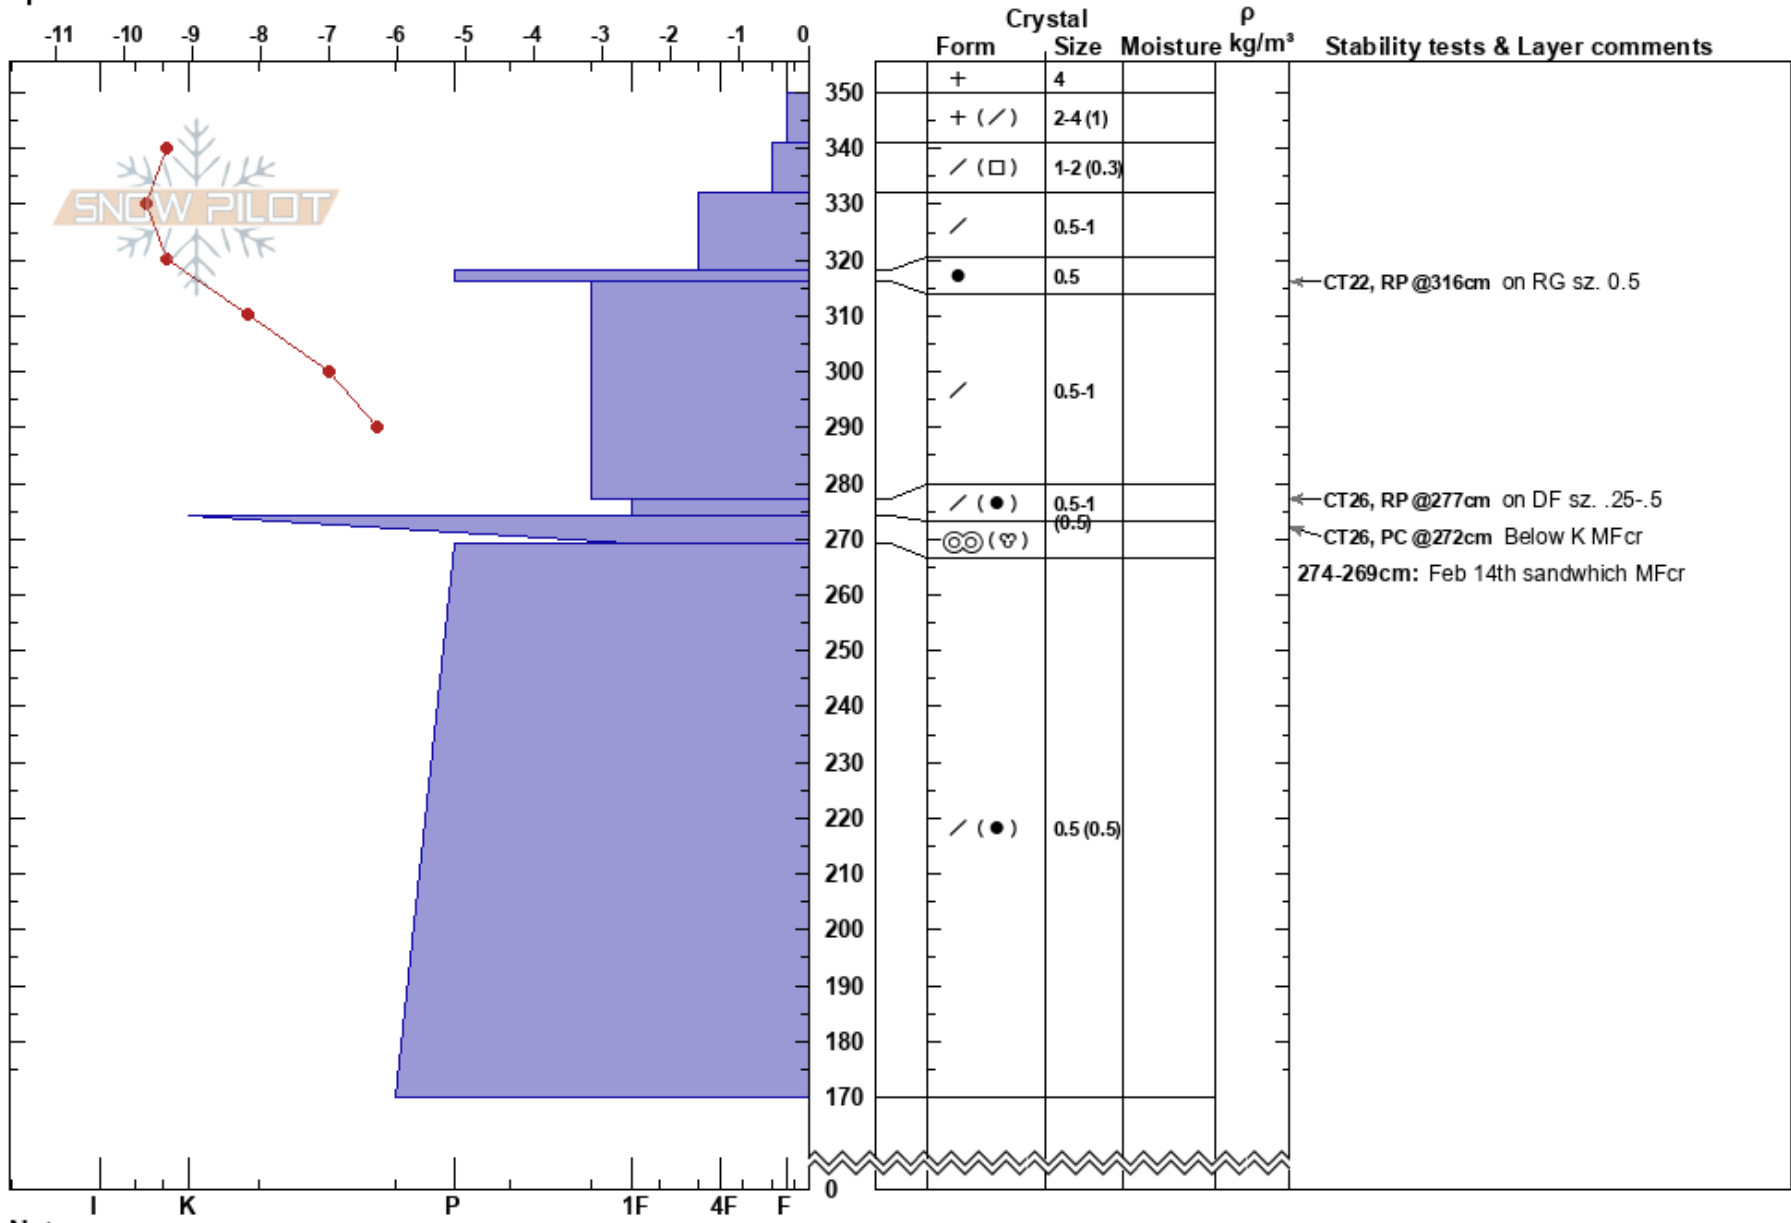 Crystal ρ
-11 -10 -9 -8 -7 -6 -5 -4 -3 -2 -1 0 Form Size Moisture kg/m³ Stability tests & Layer comments
+ 4
350
+ (∕) 2-4 (1)
340
∕ (□) 1-2 (0.3)
330
SNOW PILOT
∕ 0.5-1
320
● 0.5 CT22, RP @316cm on RG sz. 0.5
310
300
∕ 0.5-1
290
280
∕ (●) 0.5-1 (0.5) CT26, RP @277cm on DF sz. .25-.5
270
CT26, PC @272cm Below K MFcr
274-269cm: Feb 14th sandwhich MFcr
260
250
240
230
220
∕ (●) 0.5 (0.5)
210
200
190
180
170
0
I K P 1F 4F F